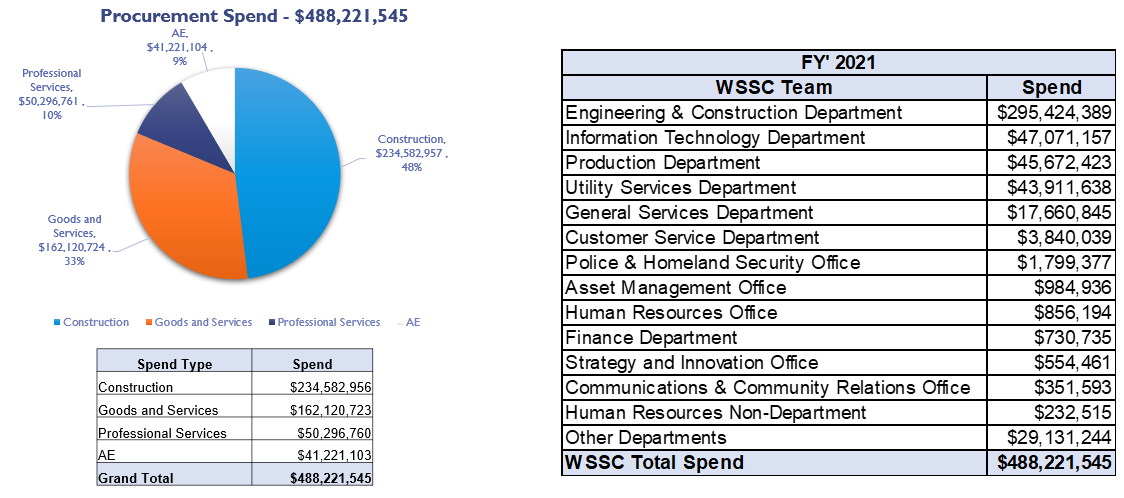 Procurement Spend - $488,221,545
AE,
$41,221,104 ,
9%
Professional
Services,
$50,296,761 ,
10%
Construction,
$234,582,957 ,
48%
Goods and
Services,
$162,120,724 ,
33%
Construction Goods and Services Professional Services AE
Spend Type Spend
Construction $234,582,956
Goods and Services $162,120,723
Professional Services $50,296,760
AE $41,221,103
Grand Total $488,221,545
FY' 2021
WSSC Team Spend
Engineering & Construction Department $295,424,389
Information Technology Department $47,071,157
Production Department $45,672,423
Utility Services Department $43,911,638
General Services Department $17,660,845
Customer Service Department $3,840,039
Police & Homeland Security Office $1,799,377
Asset Management Office $984,936
Human Resources Office $856,194
Finance Department $730,735
Strategy and Innovation Office $554,461
Communications & Community Relations Office $351,593
Human Resources Non-Department $232,515
Other Departments $29,131,244
WSSC Total Spend $488,221,545